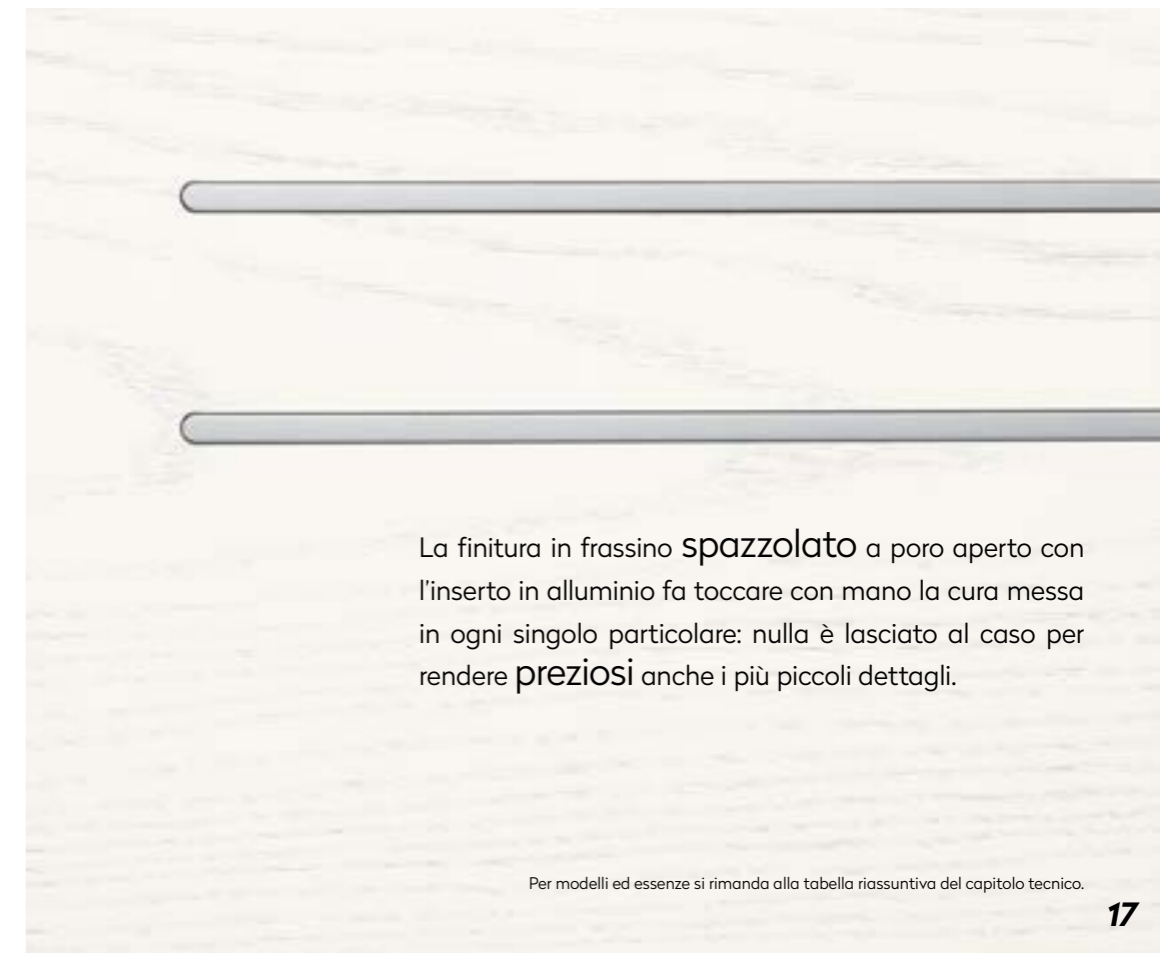 La finitura in frassino spazzolato a poro aperto con
l'inserto in alluminio fa toccare con mano la cura messa
in ogni singolo particolare: nulla è lasciato al caso per
rendere preziosi anche i più piccoli dettagli.
Per modelli ed essenze si rimanda alla tabella riassuntiva del capitolo tecnico.
17